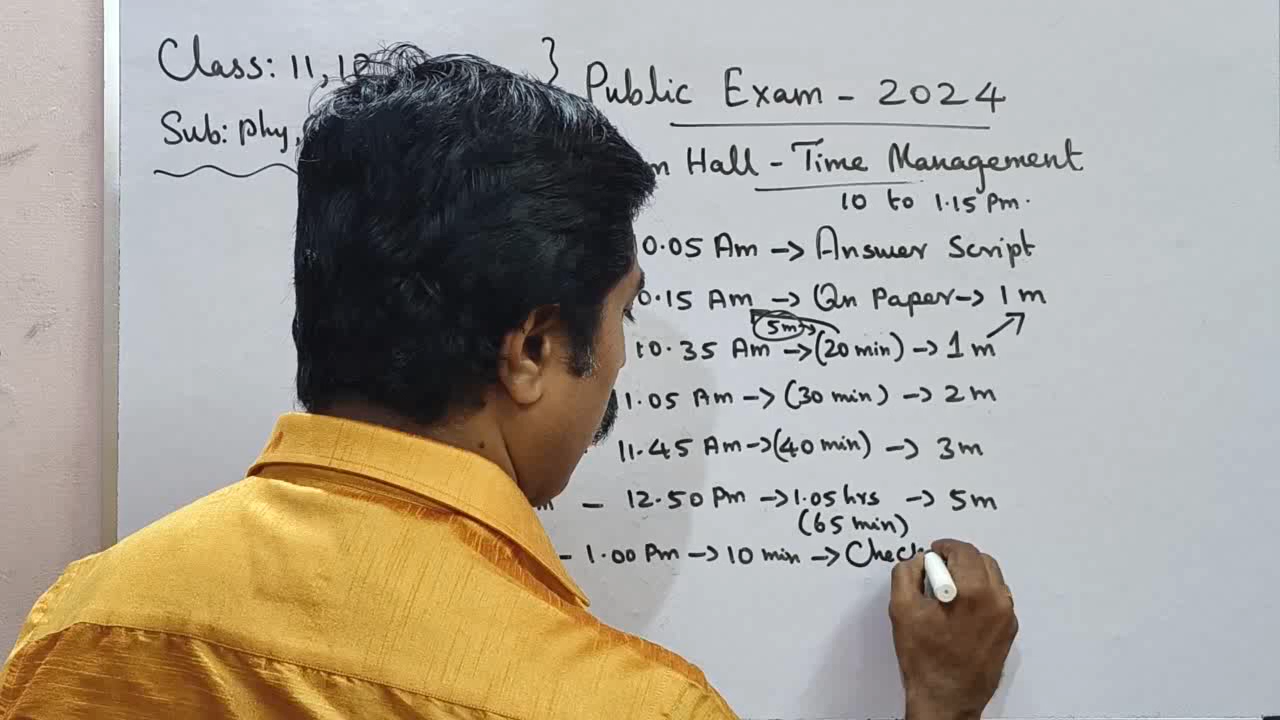 Class: 11, 12 }
Sub: Phy,
Public Exam - 2024
Hall - Time Management
10 to 1.15 Pm.
0.05 Am → Answer Script
0.15 Am → Qn Paper → 1 m
5m →
10.35 Am → (20 min) → 1 m
1.05 Am → (30 min) → 2 m
11.45 Am → (40 min) → 3 m
- 12.50 Pm → 1.05 hrs → 5 m
(65 min)
- 1.00 Pm → 10 min → Check